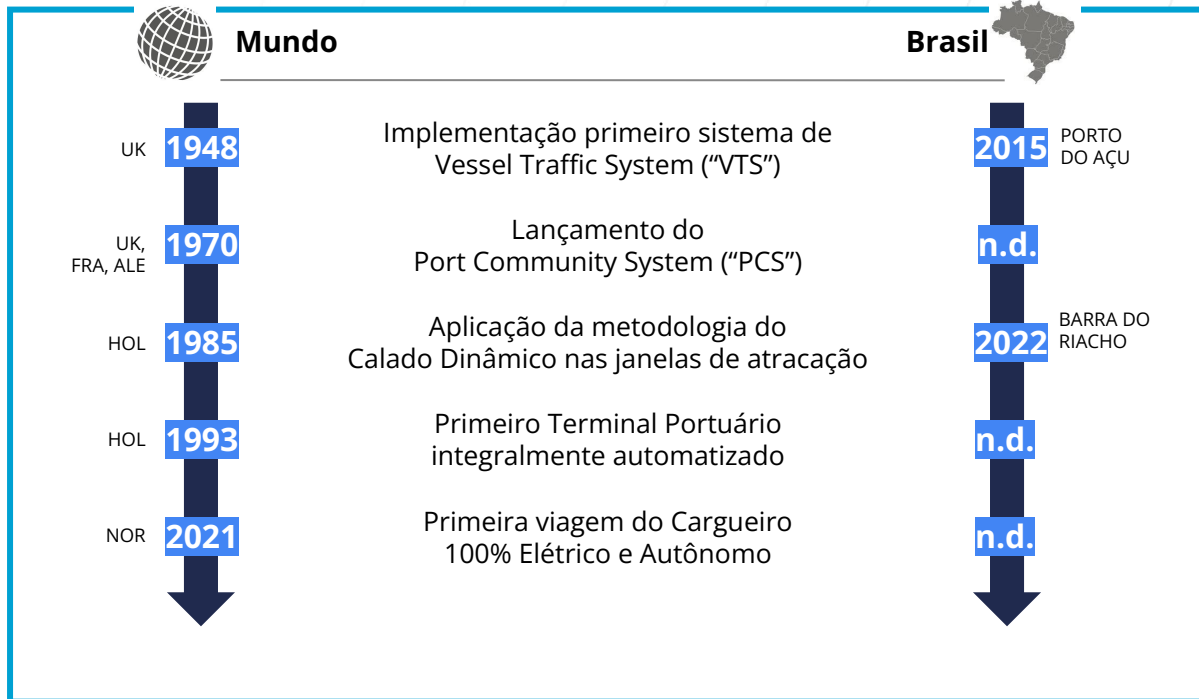 Mundo
Brasil
UK
1948
Implementação primeiro sistema de
Vessel Traffic System (“VTS”)
2015
PORTO
DO AÇU
UK,
FRA, ALE
1970
Lançamento do
Port Community System (“PCS”)
n.d.
HOL
1985
Aplicação da metodologia do
Calado Dinâmico nas janelas de atracação
2022
BARRA DO
RIACHO
HOL
1993
Primeiro Terminal Portuário
integralmente automatizado
n.d.
NOR
2021
Primeira viagem do Cargueiro
100% Elétrico e Autônomo
n.d.